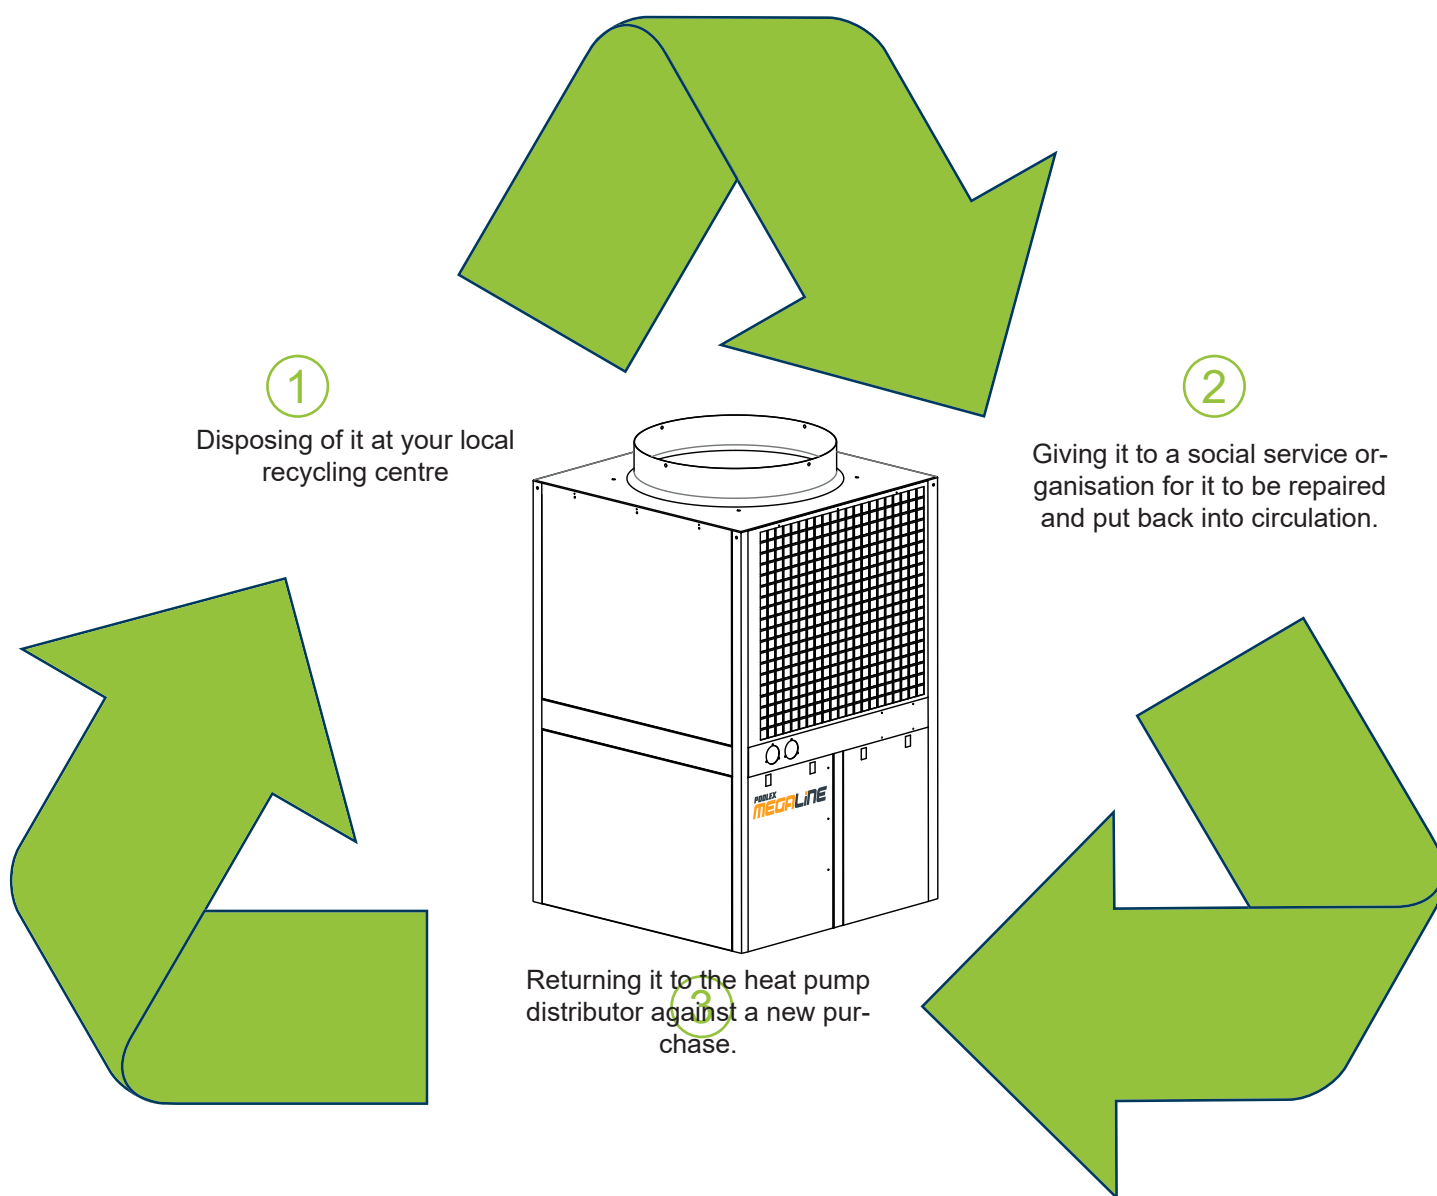 1
Disposing of it at your local
recycling centre
2
Giving it to a social service or-
ganisation for it to be repaired
and put back into circulation.
POOLEX
MEGALiNE
3
Returning it to the heat pump
distributor against a new pur-
chase.